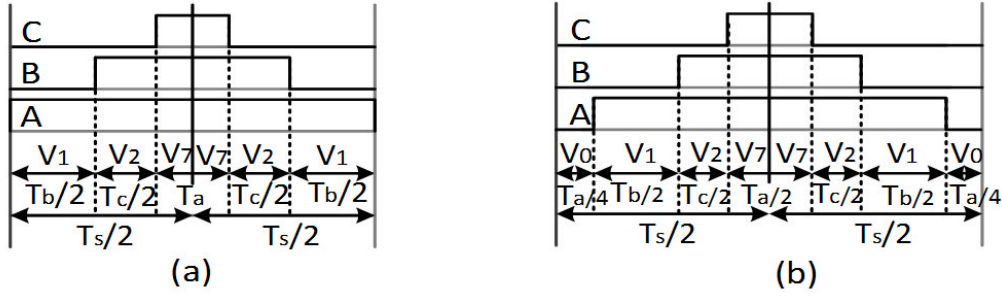 C
B
A
V1 V2 V7 V7 V2 V1
Tb/2 Tc/2 Ta Tc/2 Tb/2
Ts/2 Ts/2
(a)
C
B
A
V0 V1 V2 V7 V7 V2 V1 V0
Ta/4 Tb/2 Tc/2 Ta/2 Tc/2 Tb/2 Ta/4
Ts/2 Ts/2
(b)